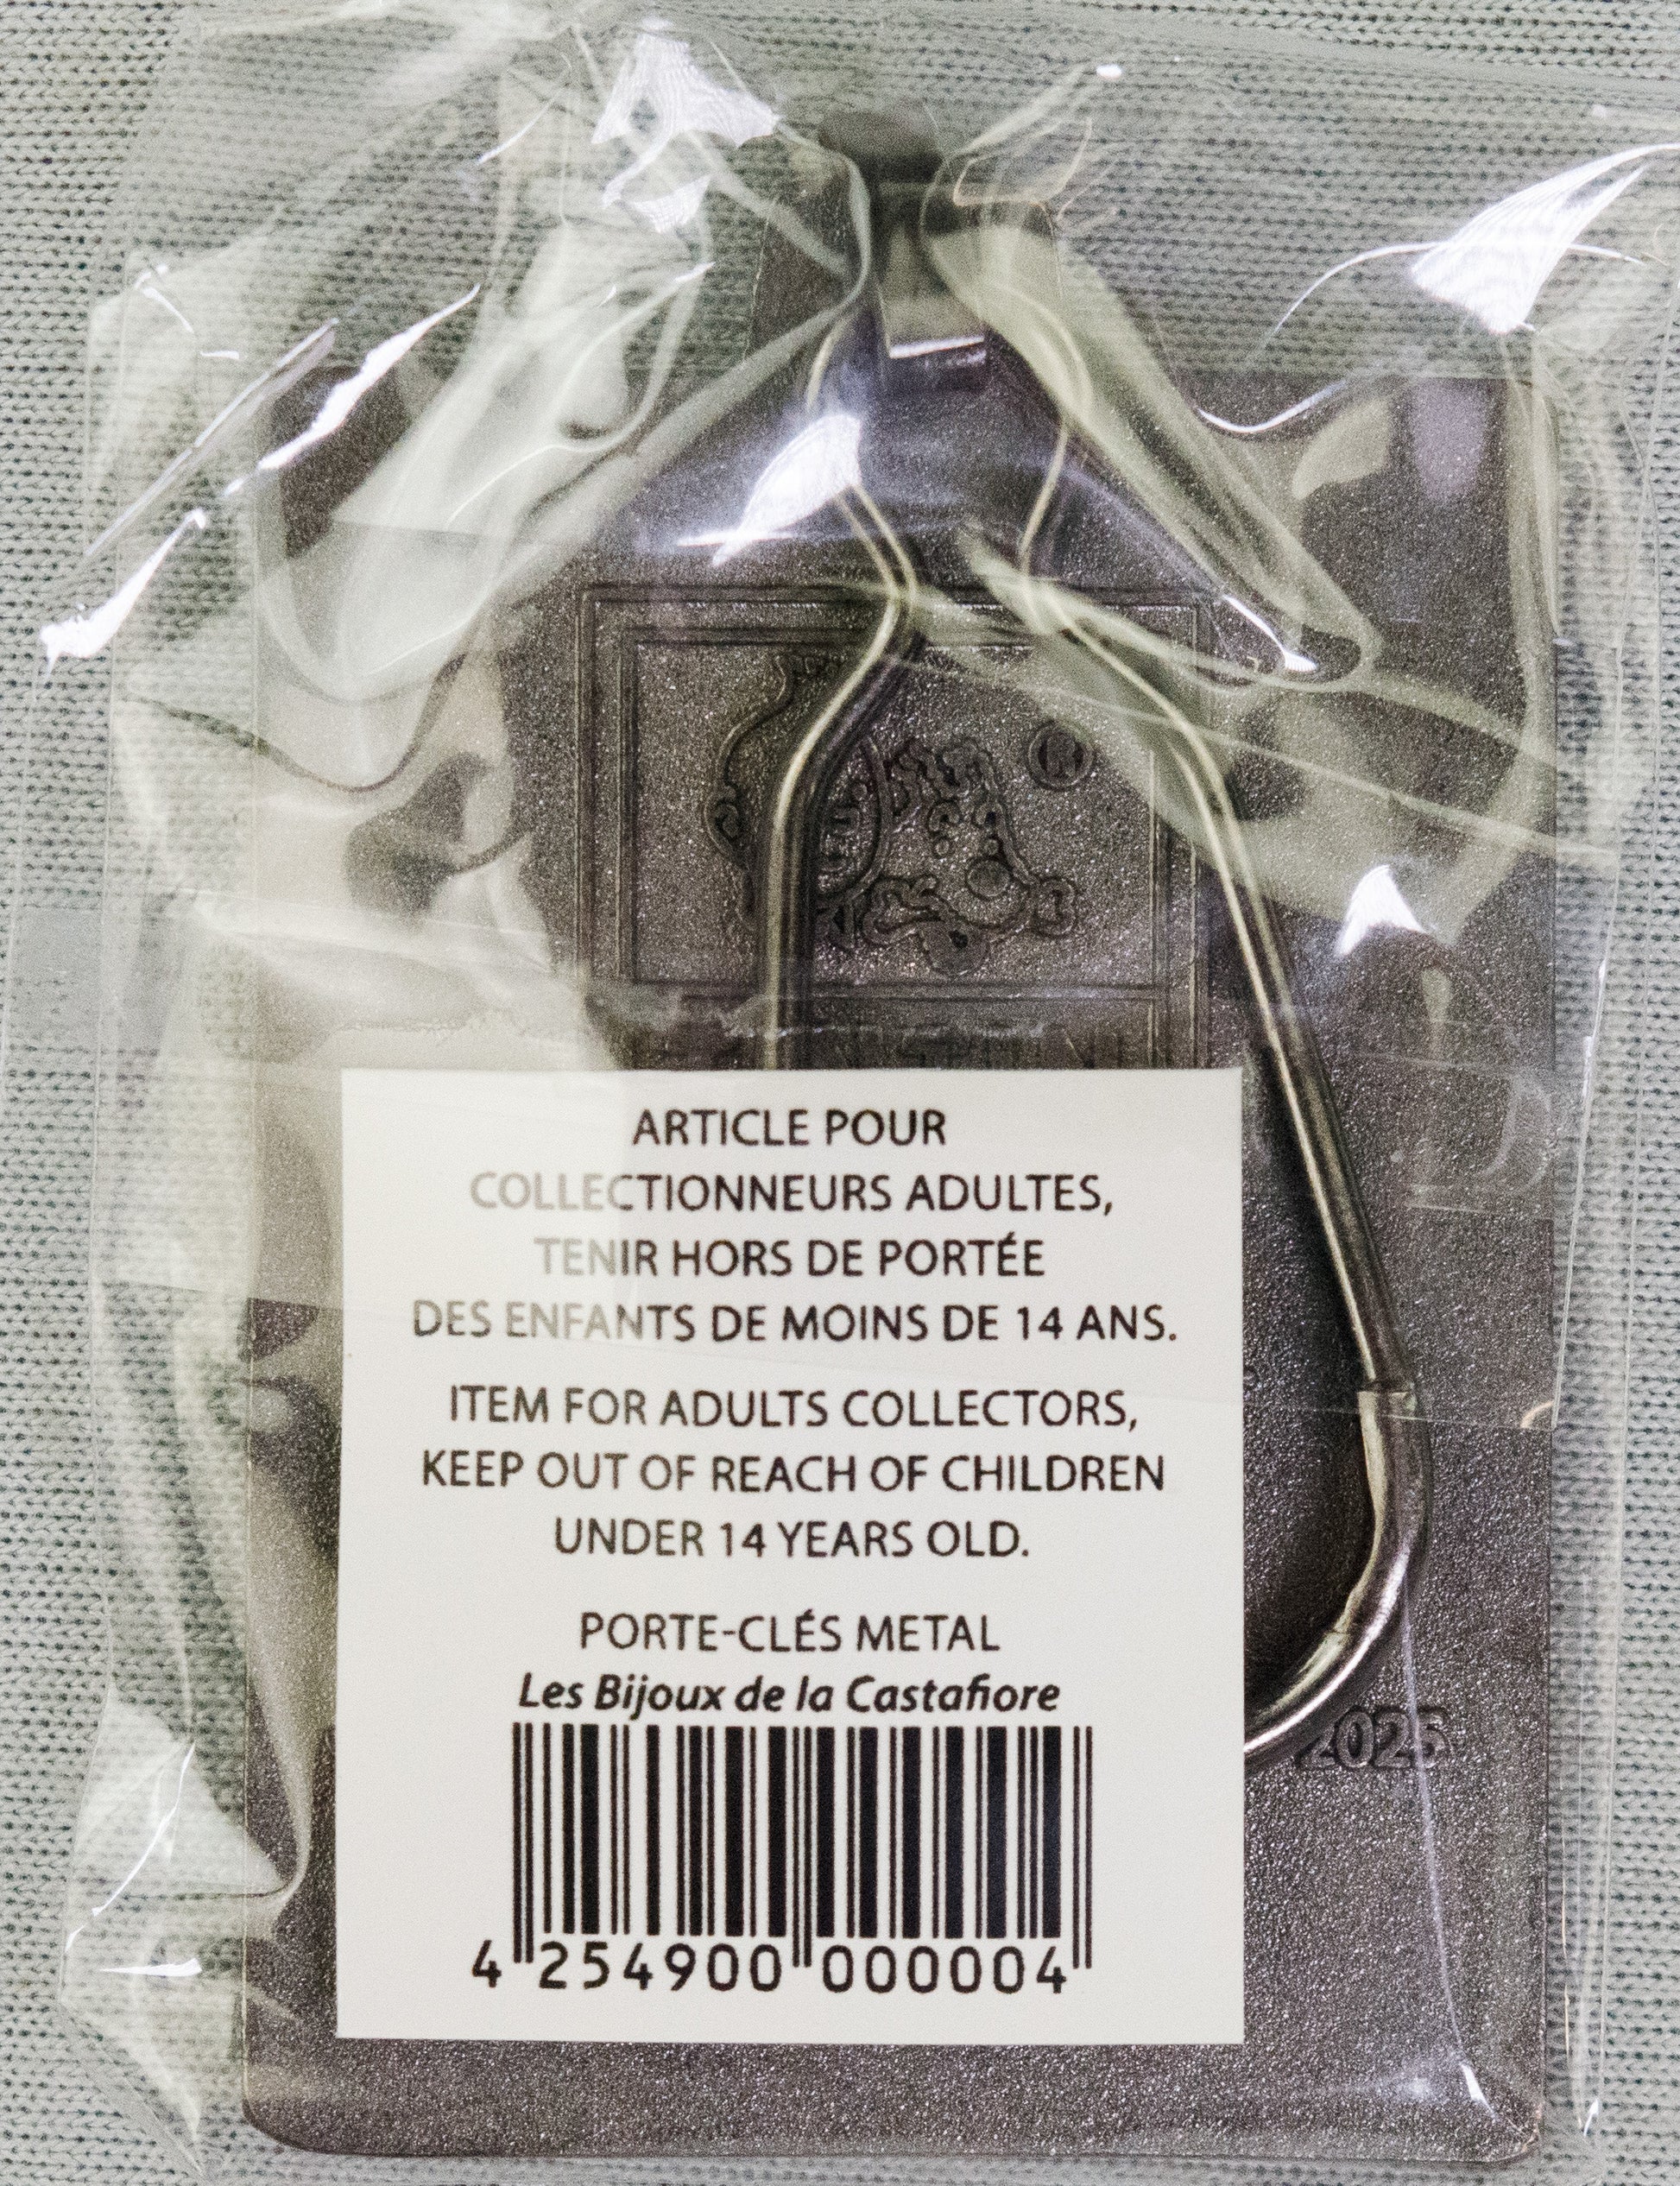 ®
ARTICLE POUR
COLLECTIONNEURS ADULTES,
TENIR HORS DE PORTÉE
DES ENFANTS DE MOINS DE 14 ANS.
ITEM FOR ADULTS COLLECTORS,
KEEP OUT OF REACH OF CHILDREN
UNDER 14 YEARS OLD.
PORTE-CLÉS METAL
Les Bijoux de la Castafiore
2025
4 254900 000004